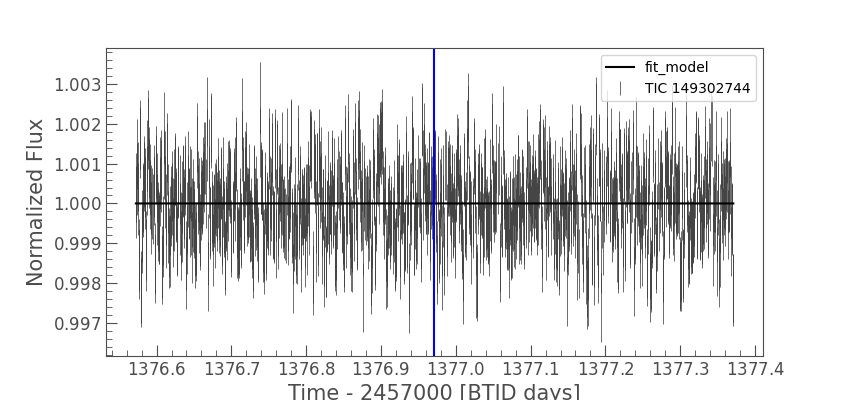 fit_model
TIC 149302744
1.003
1.002
1.001
1.000
0.999
0.998
0.997
Normalized Flux
1376.6 1376.7 1376.8 1376.9 1377.0 1377.1 1377.2 1377.3 1377.4
Time - 2457000 [BTJD days]